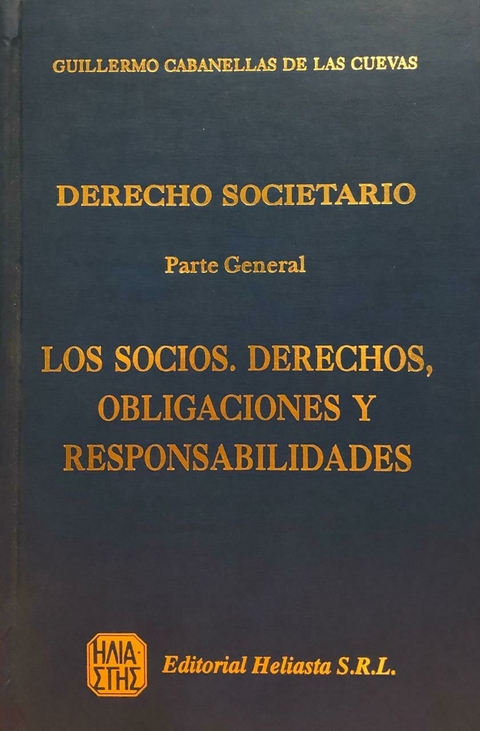 GUILLERMO CABANELLAS DE LAS CUEVAS
DERECHO SOCIETARIO
Parte General
LOS SOCIOS. DERECHOS,
OBLIGACIONES Y
RESPONSABILIDADES
ΗΛΙΑ·
ΣΤΗΣ
Editorial Heliasta S.R.L.